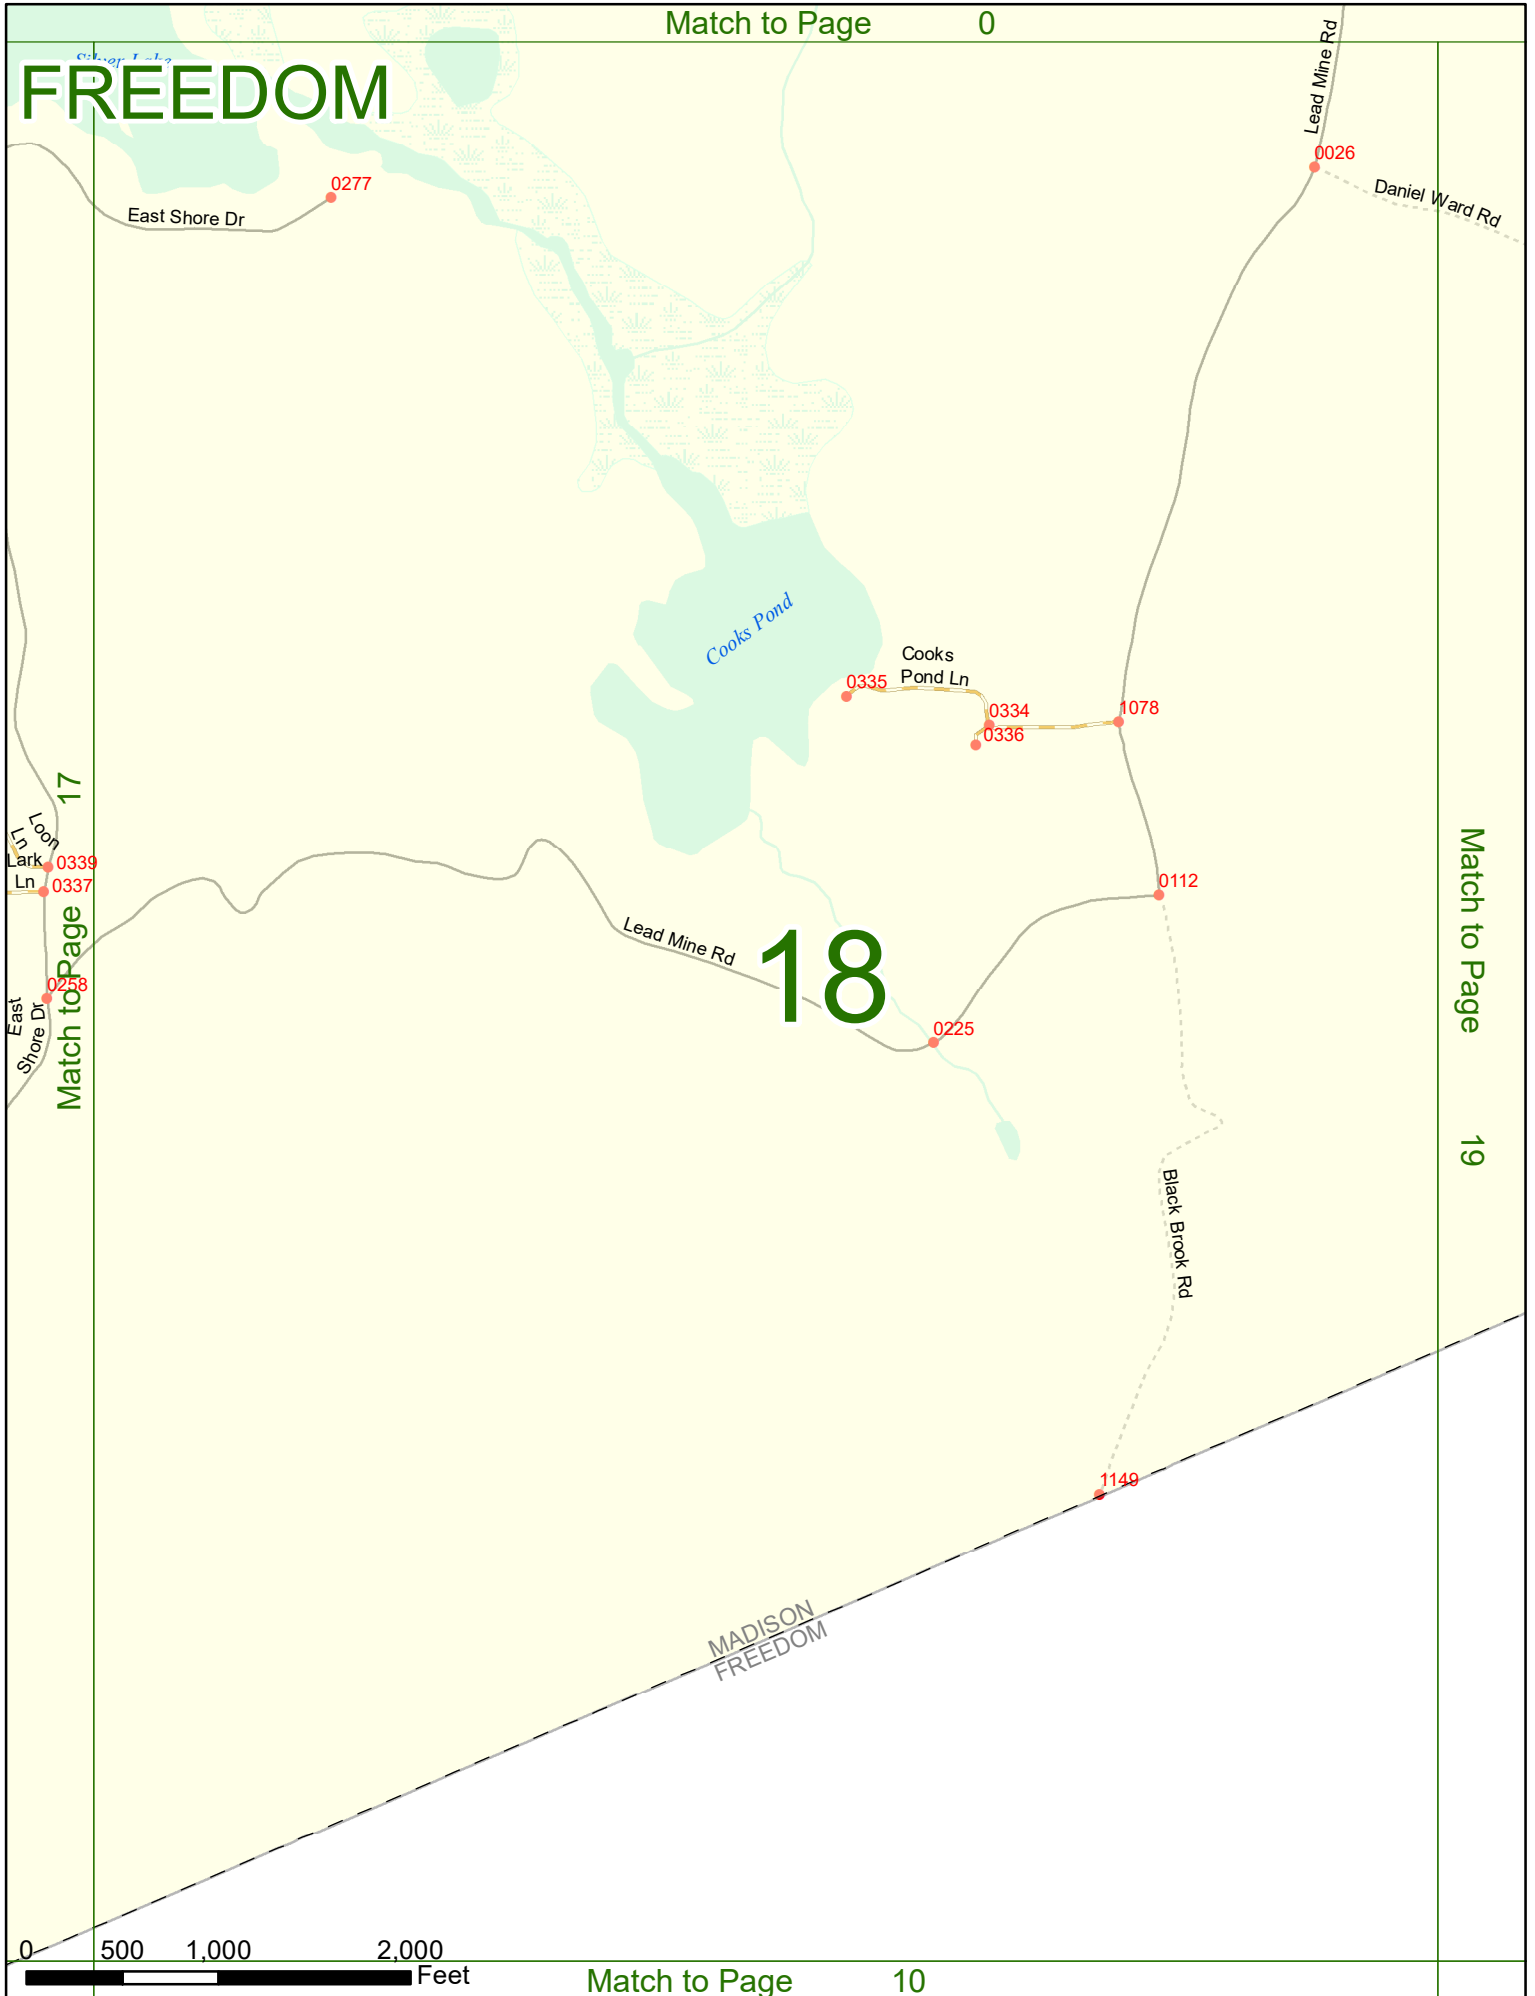 Match to Page 0
Silver Lake
FREEDOM
Lead Mine Rd
0026
Daniel Ward Rd
0277
East Shore Dr
Cooks Pond
Cooks
Pond Ln
0335
0334
1078
0336
Match to Page 17
Loon
Ln
Lark
Ln
0339
0337
0258
East
Shore Dr
Lead Mine Rd
18
0112
0225
Match to Page 19
Black Brook Rd
1149
MADISON
FREEDOM
0 500 1,000 2,000
Feet
Match to Page 10